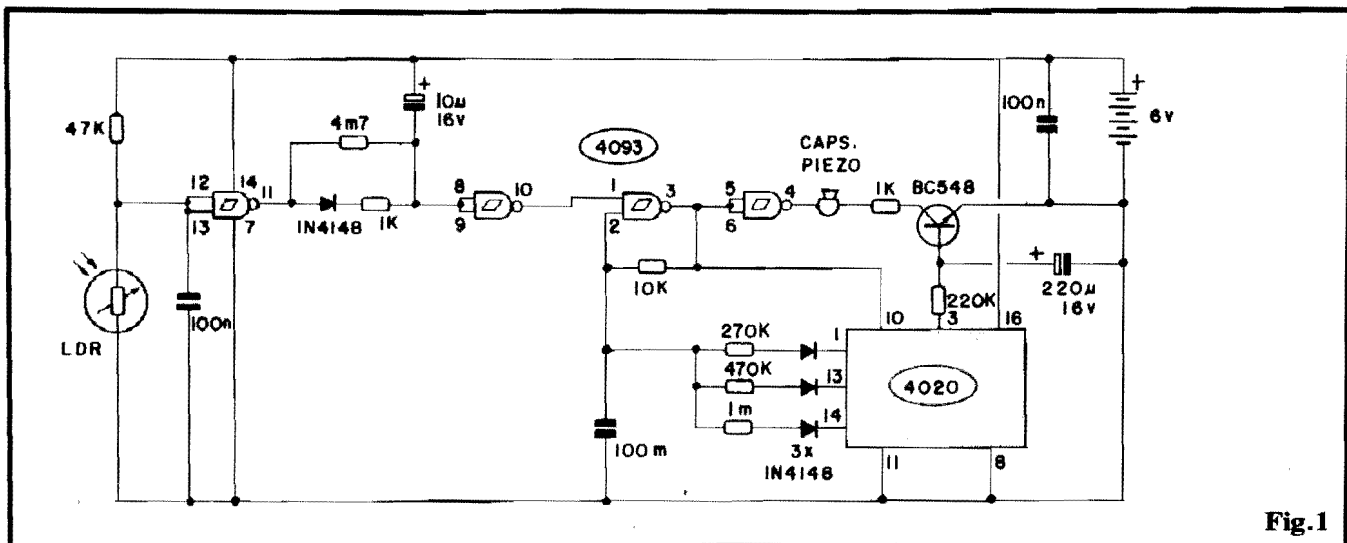 47K
LDR
12
13
14
7
11
100n
4m7
1N4148
1K
+
10µ
16v
8
9
10
4093
1
2
3
10K
5
6
4
CAPS.
PIEZO
1K
BC548
100n
+
6v
+
220µ
16v
220K
10
3
16
270K
1
470K
13
1m
14
3x
1N4148
4020
11
8
100m
Fig.1